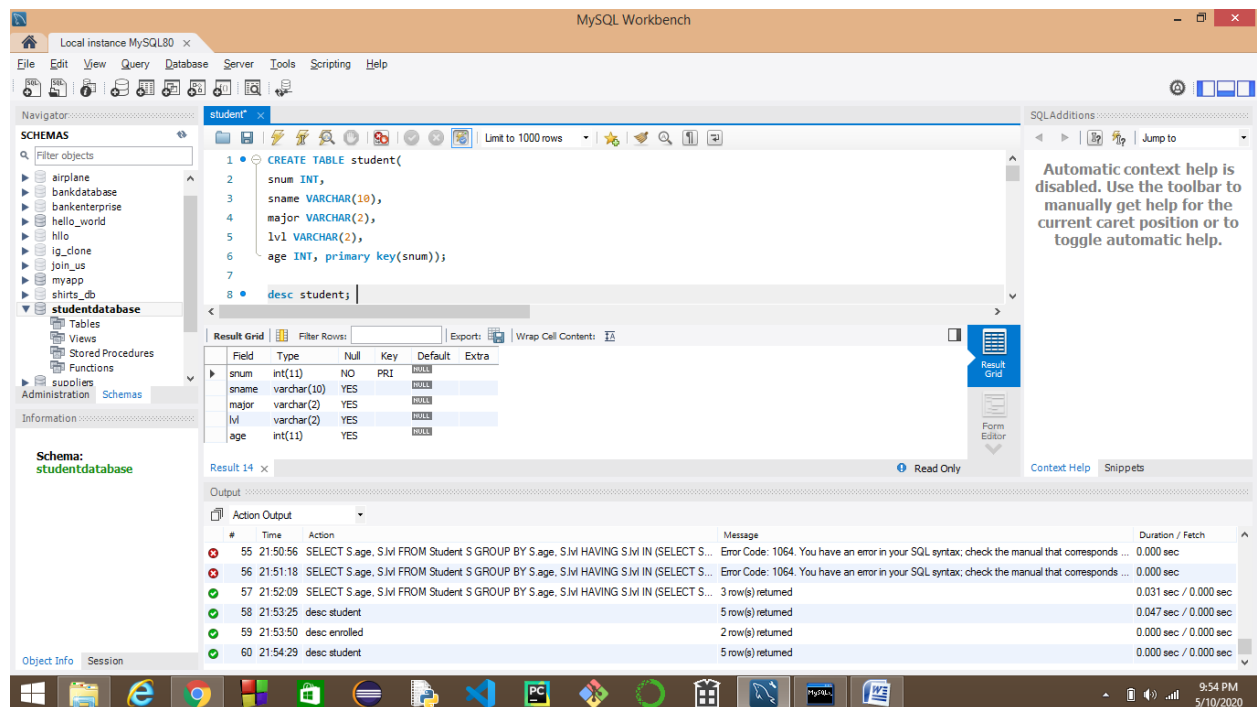 MySQL Workbench
Local instance MySQL80
File Edit View Query Database Server Tools Scripting Help
Navigator
SCHEMAS
Filter objects
airplane
bankdatabase
bankenterprise
hello_world
hllo
ig_clone
join_us
myapp
shirts_db
studentdatabase
Tables
Views
Stored Procedures
Functions
suppliers
Administration Schemas
Information
Schema:
studentdatabase
Object Info Session
student*
Limit to 1000 rows
1 CREATE TABLE student(
2 snum INT,
3 sname VARCHAR(10),
4 major VARCHAR(2),
5 lvl VARCHAR(2),
6 age INT, primary key(snum));
7
8 desc student;
Result Grid Filter Rows: Export: Wrap Cell Content:
Field Type Null Key Default Extra
snum int(11) NO PRI NULL
sname varchar(10) YES NULL
major varchar(2) YES NULL
lvl varchar(2) YES NULL
age int(11) YES NULL
Result Grid
Form Editor
Result 14
Read Only
SQLAdditions
Jump to
Automatic context help is
disabled. Use the toolbar to
manually get help for the
current caret position or to
toggle automatic help.
Context Help Snippets
Output
Action Output
# Time Action Message Duration / Fetch
55 21:50:56 SELECT S.age, S.lvl FROM Student S GROUP BY S.age, S.lvl HAVING S.lvl IN (SELECT S... Error Code: 1064. You have an error in your SQL syntax; check the manual that corresponds ... 0.000 sec
56 21:51:18 SELECT S.age, S.lvl FROM Student S GROUP BY S.age, S.lvl HAVING S.lvl IN (SELECT S... Error Code: 1064. You have an error in your SQL syntax; check the manual that corresponds ... 0.000 sec
57 21:52:09 SELECT S.age, S.lvl FROM Student S GROUP BY S.age, S.lvl HAVING S.lvl IN (SELECT S... 3 row(s) returned 0.031 sec / 0.000 sec
58 21:53:25 desc student 5 row(s) returned 0.047 sec / 0.000 sec
59 21:53:50 desc enrolled 2 row(s) returned 0.000 sec / 0.000 sec
60 21:54:29 desc student 5 row(s) returned 0.000 sec / 0.000 sec
9:54 PM
5/10/2020